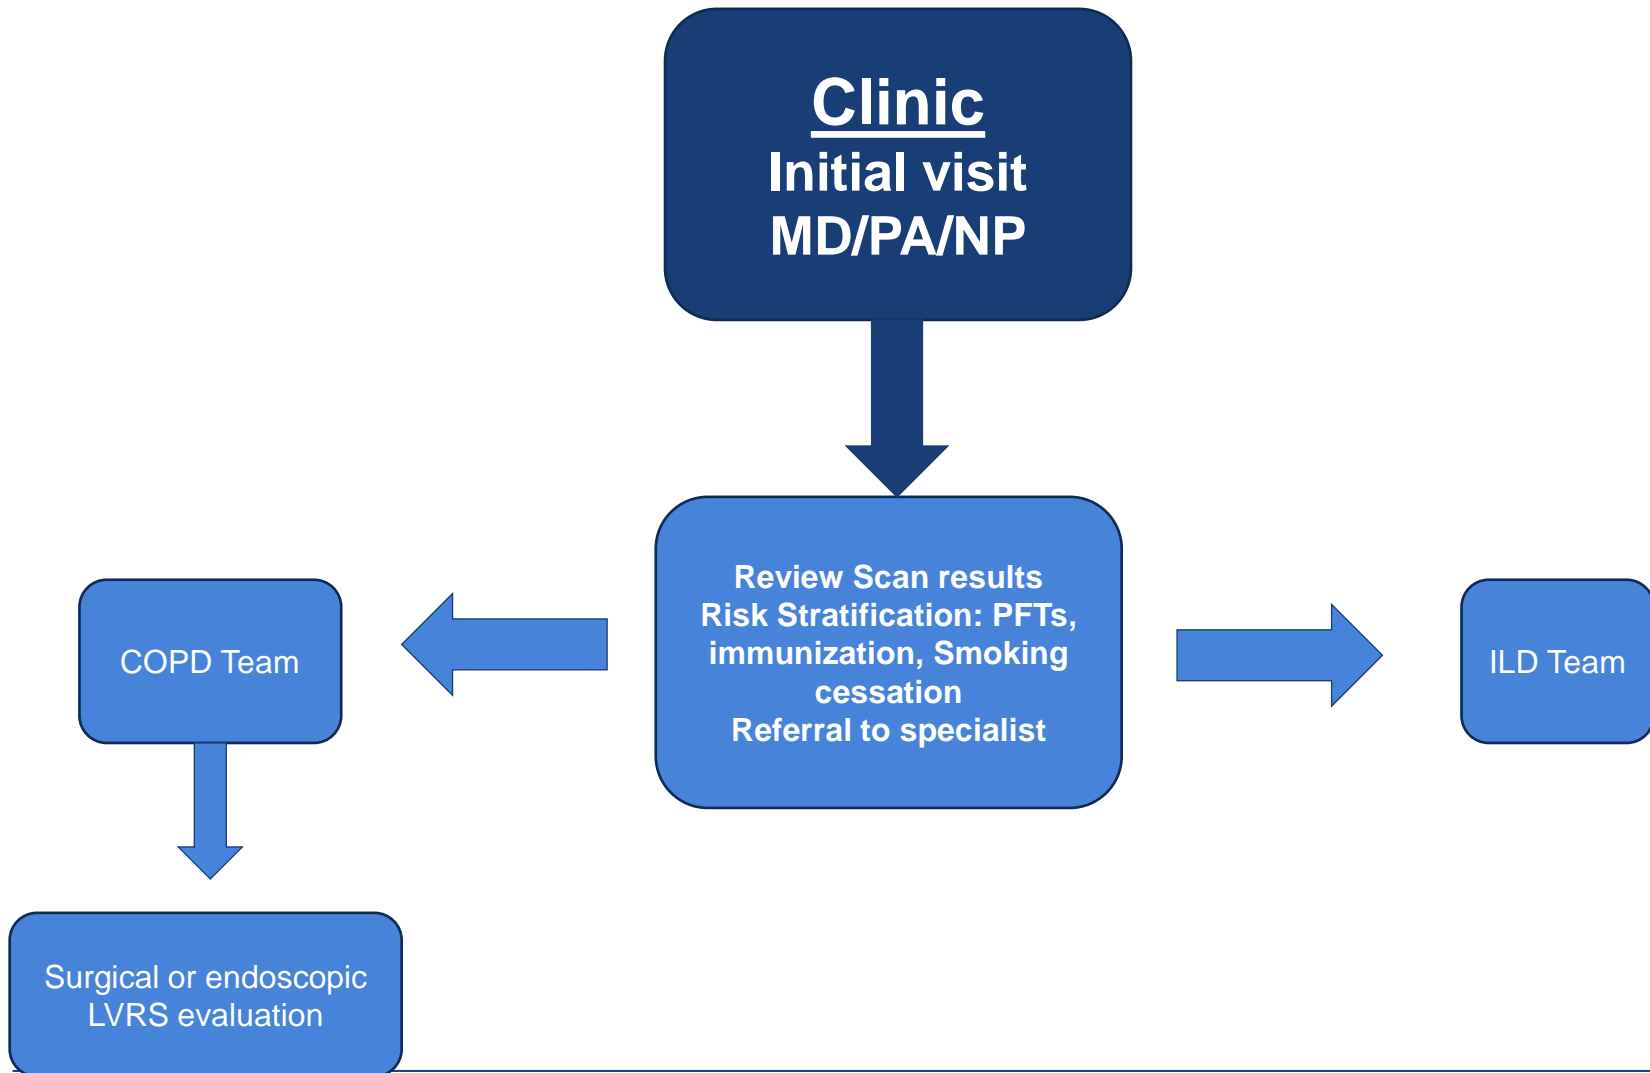 Clinic
Initial visit
MD/PA/NP
Review Scan results
Risk Stratification: PFTs,
immunization, Smoking
cessation
Referral to specialist
COPD Team
ILD Team
Surgical or endoscopic
LVRS evaluation